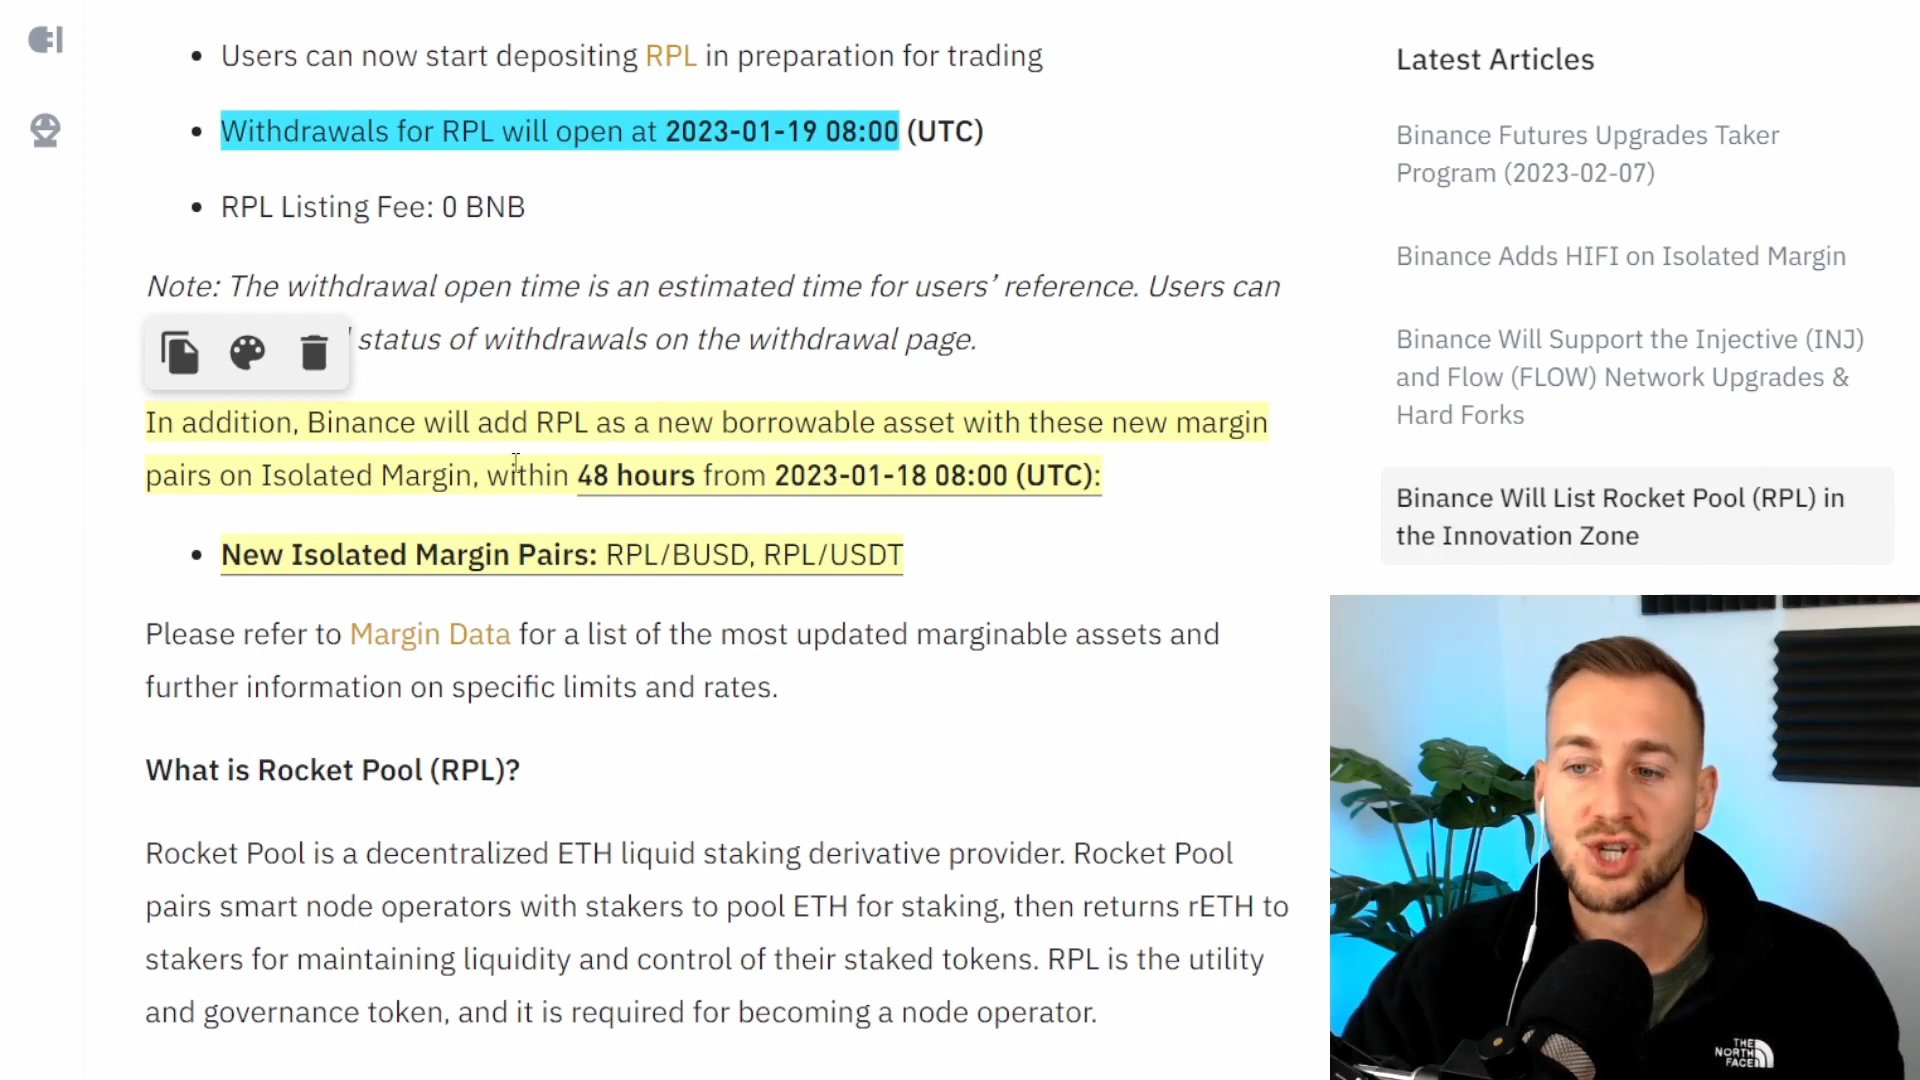 Users can now start depositing RPL in preparation for trading
Withdrawals for RPL will open at 2023-01-19 08:00 (UTC)
RPL Listing Fee: 0 BNB
Note: The withdrawal open time is an estimated time for users’ reference. Users can
status of withdrawals on the withdrawal page.
In addition, Binance will add RPL as a new borrowable asset with these new margin
pairs on Isolated Margin, within 48 hours from 2023-01-18 08:00 (UTC):
New Isolated Margin Pairs: RPL/BUSD, RPL/USDT
Please refer to Margin Data for a list of the most updated marginable assets and
further information on specific limits and rates.
What is Rocket Pool (RPL)?
Rocket Pool is a decentralized ETH liquid staking derivative provider. Rocket Pool
pairs smart node operators with stakers to pool ETH for staking, then returns rETH to
stakers for maintaining liquidity and control of their staked tokens. RPL is the utility
and governance token, and it is required for becoming a node operator.
Latest Articles
Binance Futures Upgrades Taker
Program (2023-02-07)
Binance Adds HIFI on Isolated Margin
Binance Will Support the Injective (INJ)
and Flow (FLOW) Network Upgrades &
Hard Forks
Binance Will List Rocket Pool (RPL) in
the Innovation Zone
THE
NORTH
FACE